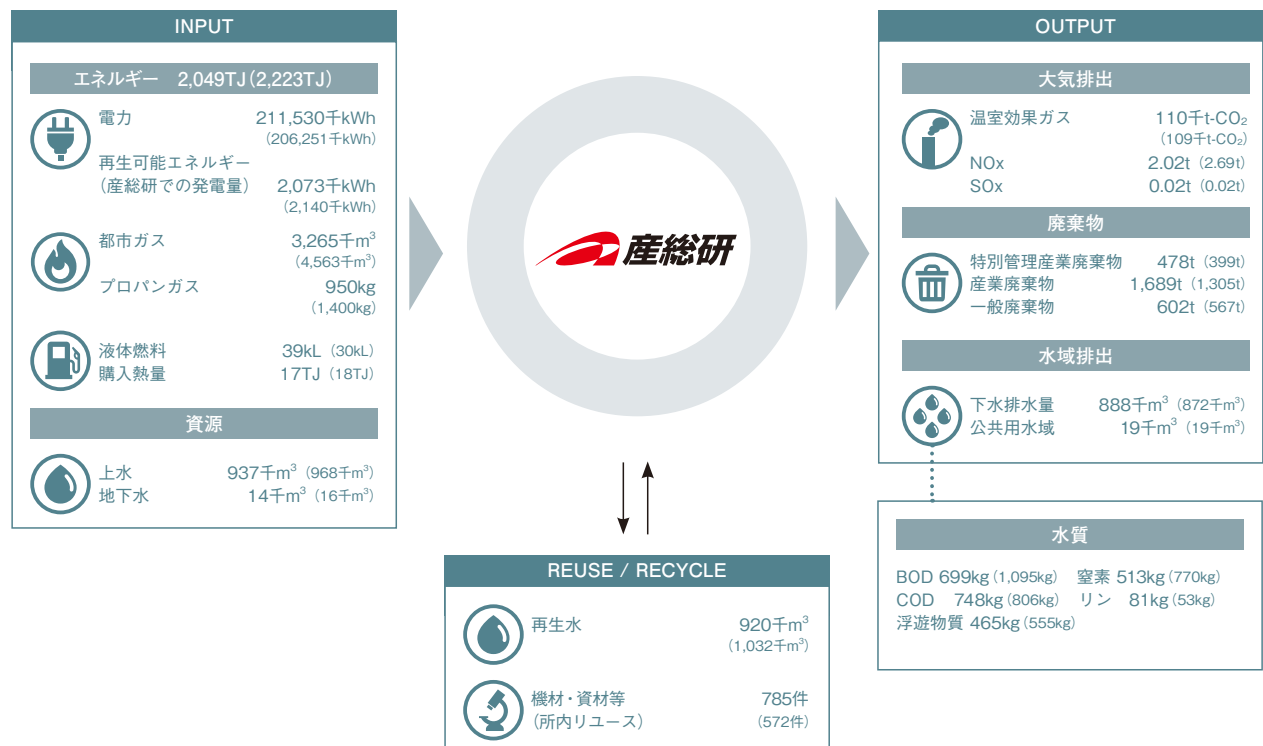 INPUT
エネルギー 2,049TJ(2,223TJ)
電力 211,530千kWh
(206,251千kWh)
再生可能エネルギー
(産総研での発電量) 2,073千kWh
(2,140千kWh)
都市ガス 3,265千m³
(4,563千m³)
プロパンガス 950kg
(1,400kg)
液体燃料 39kL(30kL)
購入熱量 17TJ(18TJ)
資源
上水 937千m³(968千m³)
地下水 14千m³(16千m³)
産総研
REUSE / RECYCLE
再生水 920千m³
(1,032千m³)
機材・資材等 785件
(所内リユース) (572件)
OUTPUT
大気排出
温室効果ガス 110千t-CO₂
(109千t-CO₂)
NOx 2.02t(2.69t)
SOx 0.02t(0.02t)
廃棄物
特別管理産業廃棄物 478t(399t)
産業廃棄物 1,689t(1,305t)
一般廃棄物 602t(567t)
水域排出
下水排水量 888千m³(872千m³)
公共用水域 19千m³(19千m³)
水質
BOD 699kg(1,095kg) 窒素 513kg(770kg)
COD 748kg(806kg) リン 81kg(53kg)
浮遊物質 465kg(555kg)